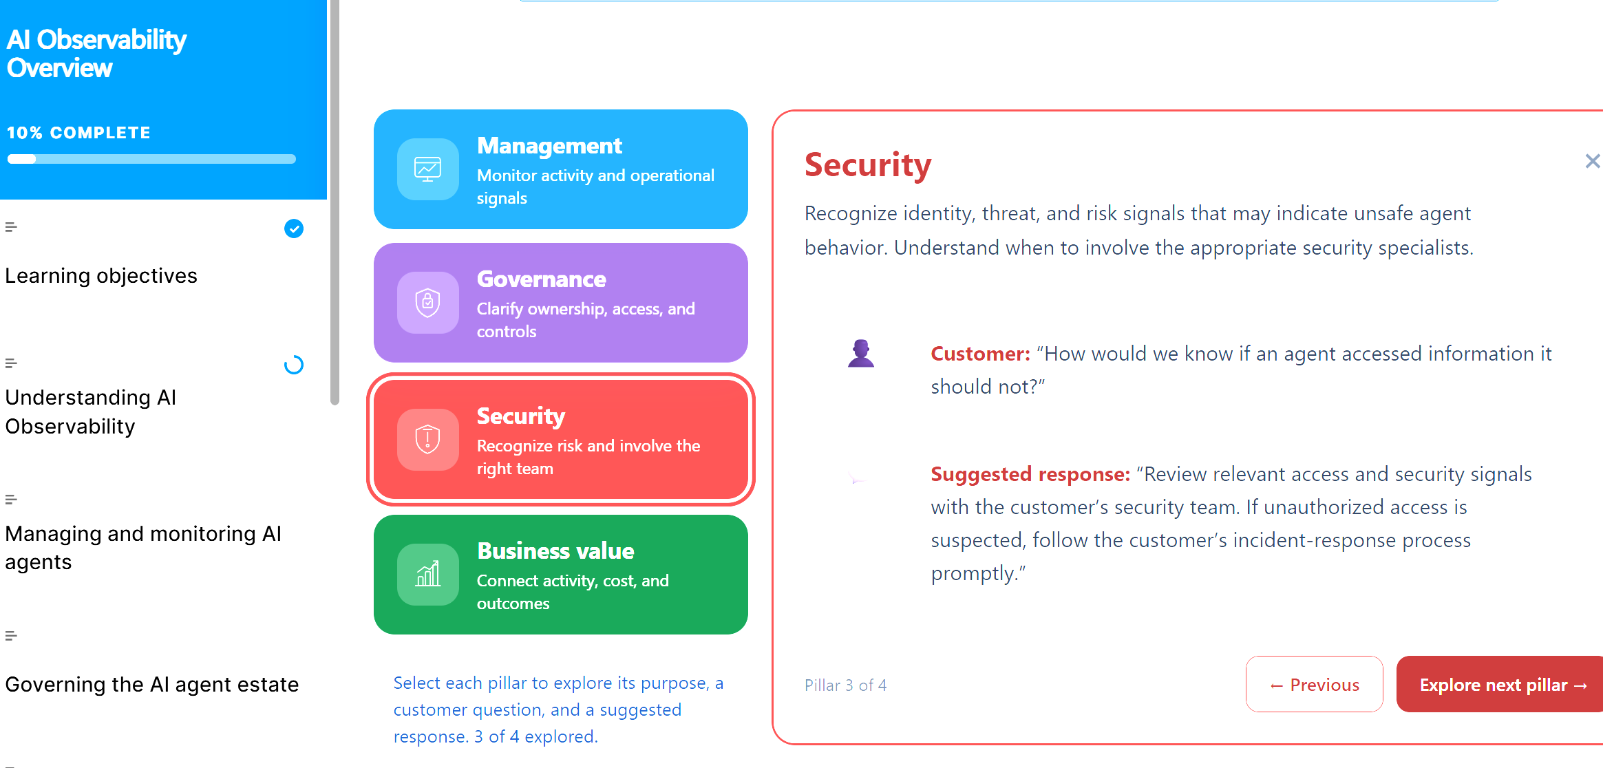 AI Observability
Overview
10% COMPLETE
Learning objectives
Understanding AI
Observability
Managing and monitoring AI
agents
Governing the AI agent estate
Management
Monitor activity and operational
signals
Governance
Clarify ownership, access, and
controls
Security
Recognize risk and involve the
right team
Business value
Connect activity, cost, and
outcomes
Select each pillar to explore its purpose, a
customer question, and a suggested
response. 3 of 4 explored.
Security
Recognize identity, threat, and risk signals that may indicate unsafe agent
behavior. Understand when to involve the appropriate security specialists.
Customer: “How would we know if an agent accessed information it
should not?”
Suggested response: “Review relevant access and security signals
with the customer’s security team. If unauthorized access is
suspected, follow the customer’s incident-response process
promptly.”
Pillar 3 of 4
← Previous
Explore next pillar →